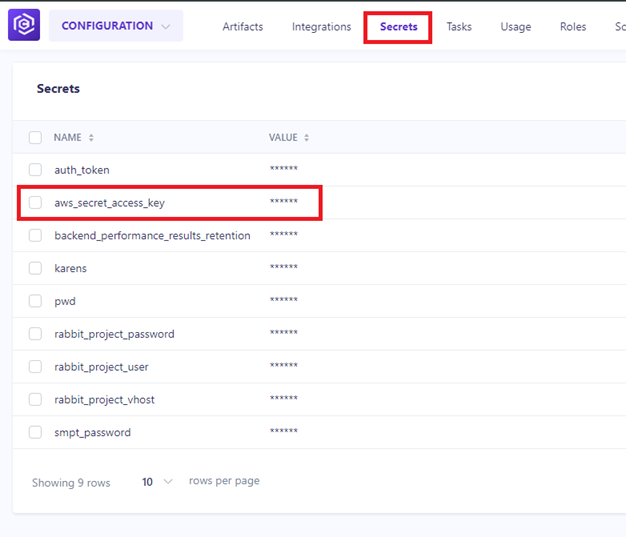 CONFIGURATION Artifacts Integrations Secrets Tasks Usage Roles Sc
Secrets
NAME VALUE
auth_token ******
aws_secret_access_key ******
backend_performance_results_retention ******
karens ******
pwd ******
rabbit_project_password ******
rabbit_project_user ******
rabbit_project_vhost ******
smpt_password ******
Showing 9 rows 10 rows per page